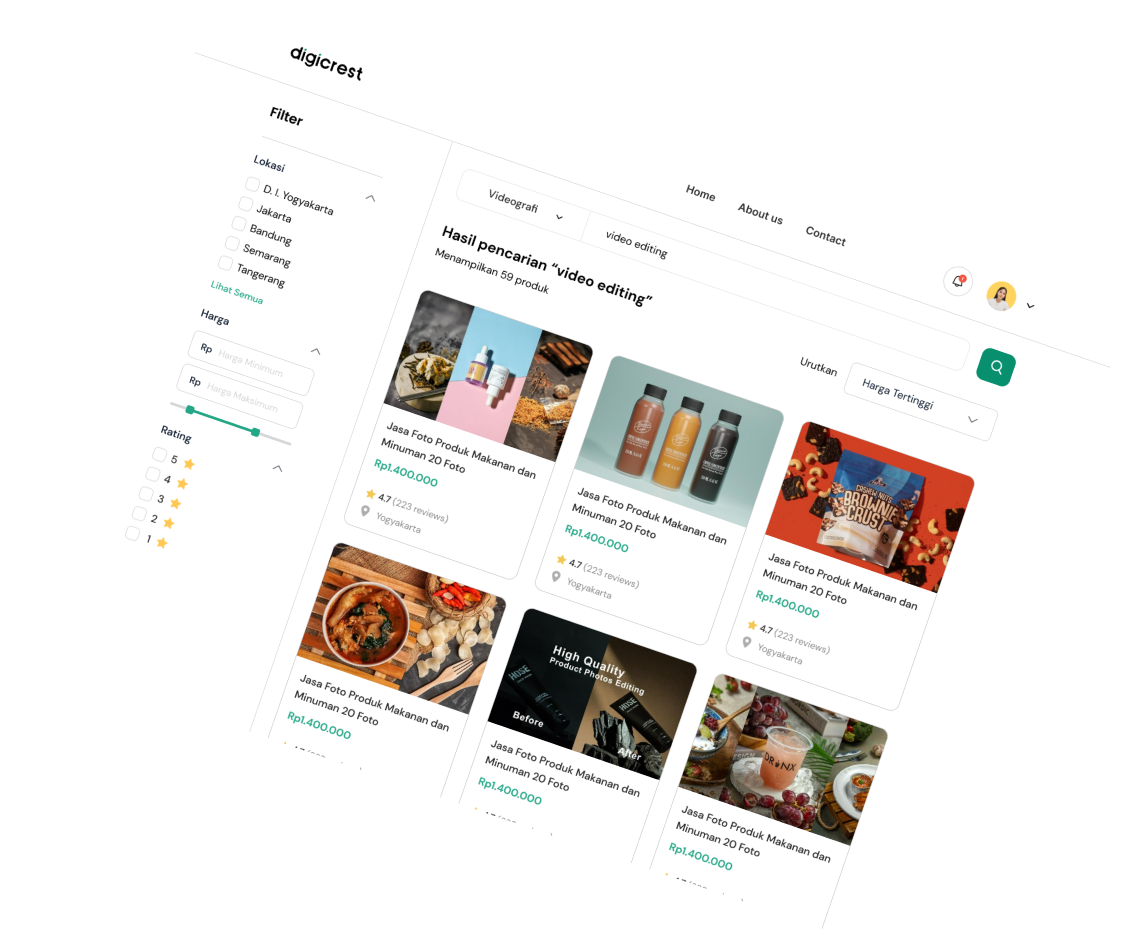 digicrest
Home
About us
Contact
Filter
Lokasi
D. I. Yogyakarta
Jakarta
Bandung
Semarang
Tangerang
Lihat Semua
Harga
Rp Harga Minimum
Rp Harga Maksimum
Rating
5
4
3
2
1
Videografi
video editing
Hasil pencarian “video editing”
Menampilkan 59 produk
Urutkan
Harga Tertinggi
Jasa Foto Produk Makanan dan
Minuman 20 Foto
Rp1.400.000
4.7 (223 reviews)
Yogyakarta
Jasa Foto Produk Makanan dan
Minuman 20 Foto
Rp1.400.000
4.7 (223 reviews)
Yogyakarta
CASHEW NUTS
BROWNIE
CRUST
Jasa Foto Produk Makanan dan
Minuman 20 Foto
Rp1.400.000
4.7 (223 reviews)
Yogyakarta
Jasa Foto Produk Makanan dan
Minuman 20 Foto
Rp1.400.000
High Quality
Product Photos Editing
HOSE
HOSE
Before
After
Jasa Foto Produk Makanan dan
Minuman 20 Foto
Rp1.400.000
Jasa Foto Produk Makanan dan
Minuman 20 Foto
Rp1.400.000